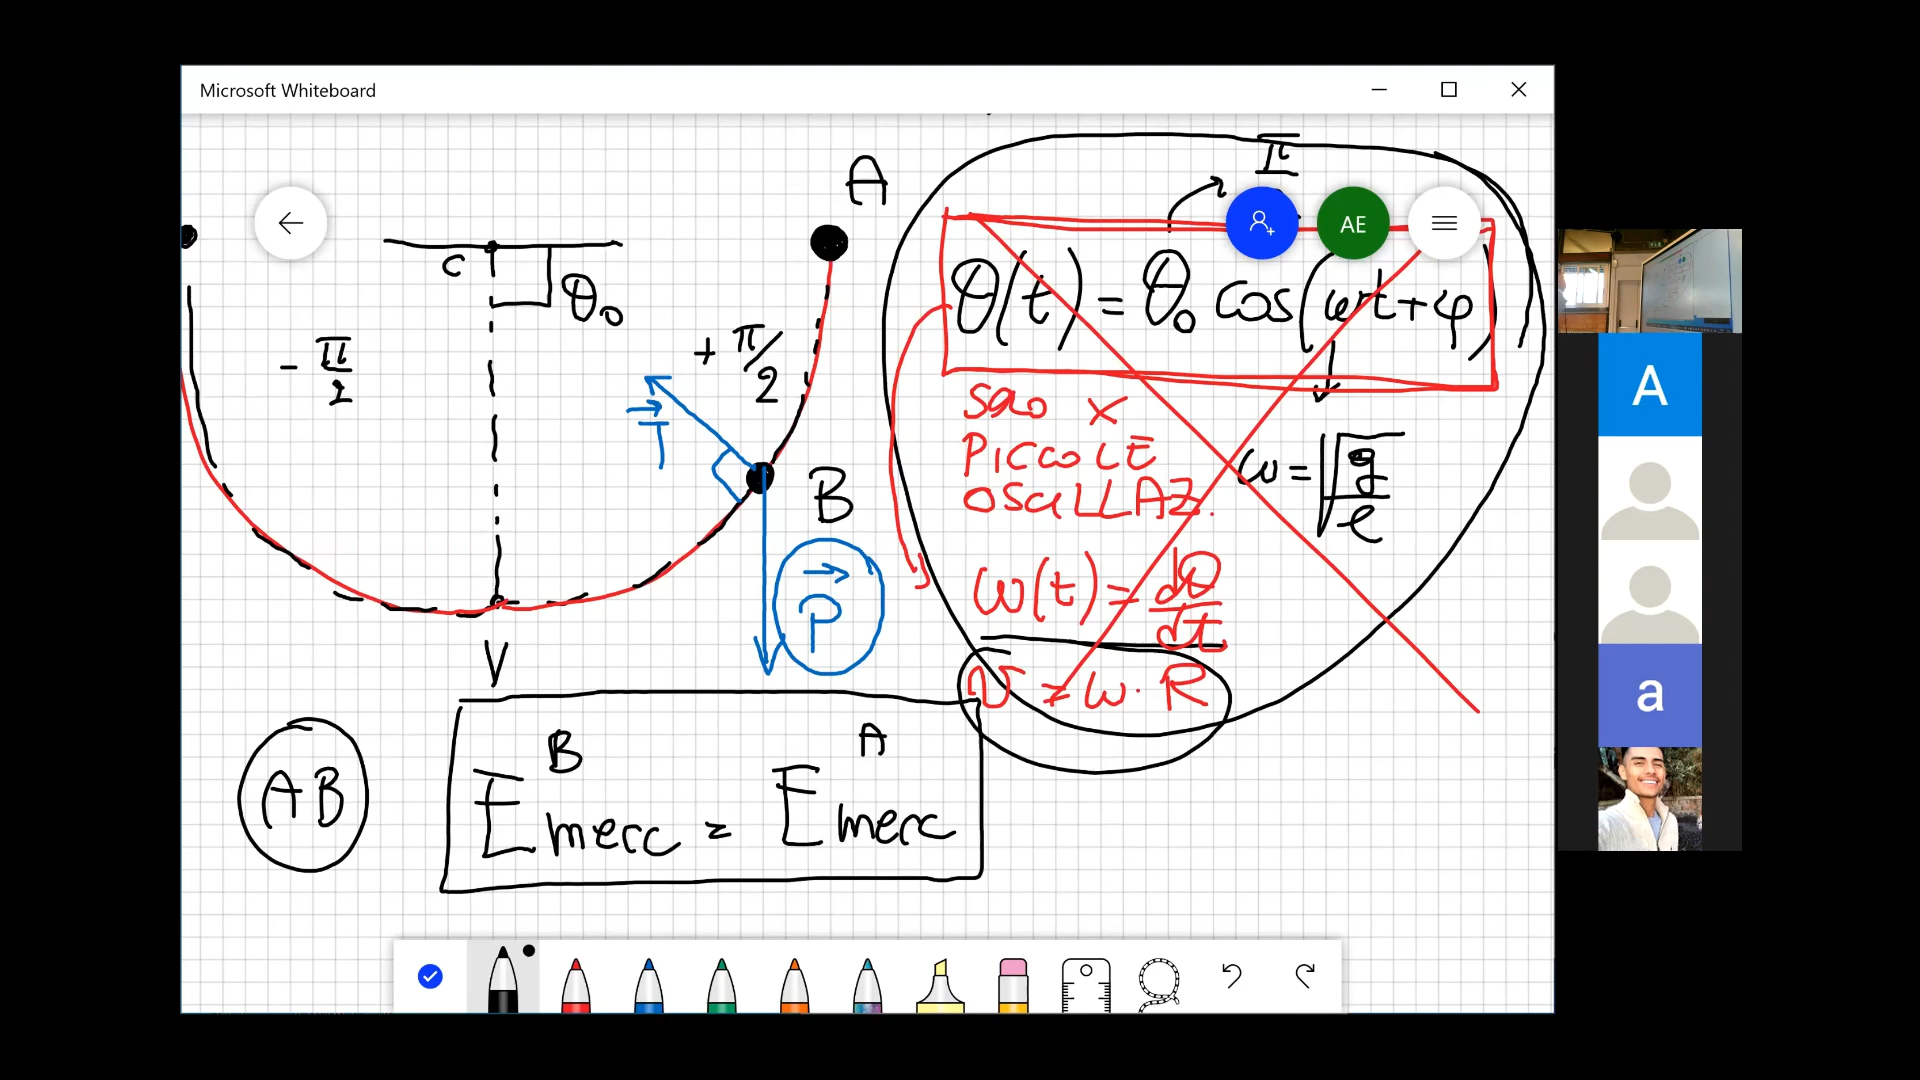 Microsoft Whiteboard
A
π
AE
C
θ₀
θ(t) = θ₀ cos(ωt+φ)
- π/2
+ π/2
T
SOLO X
PICCOLE
OSCILLAZ.
ω = √g/l
B
P
ω(t) = dθ/dt
V
v = ω · R
AB
E_mecc^B = E_mecc^A
A
a